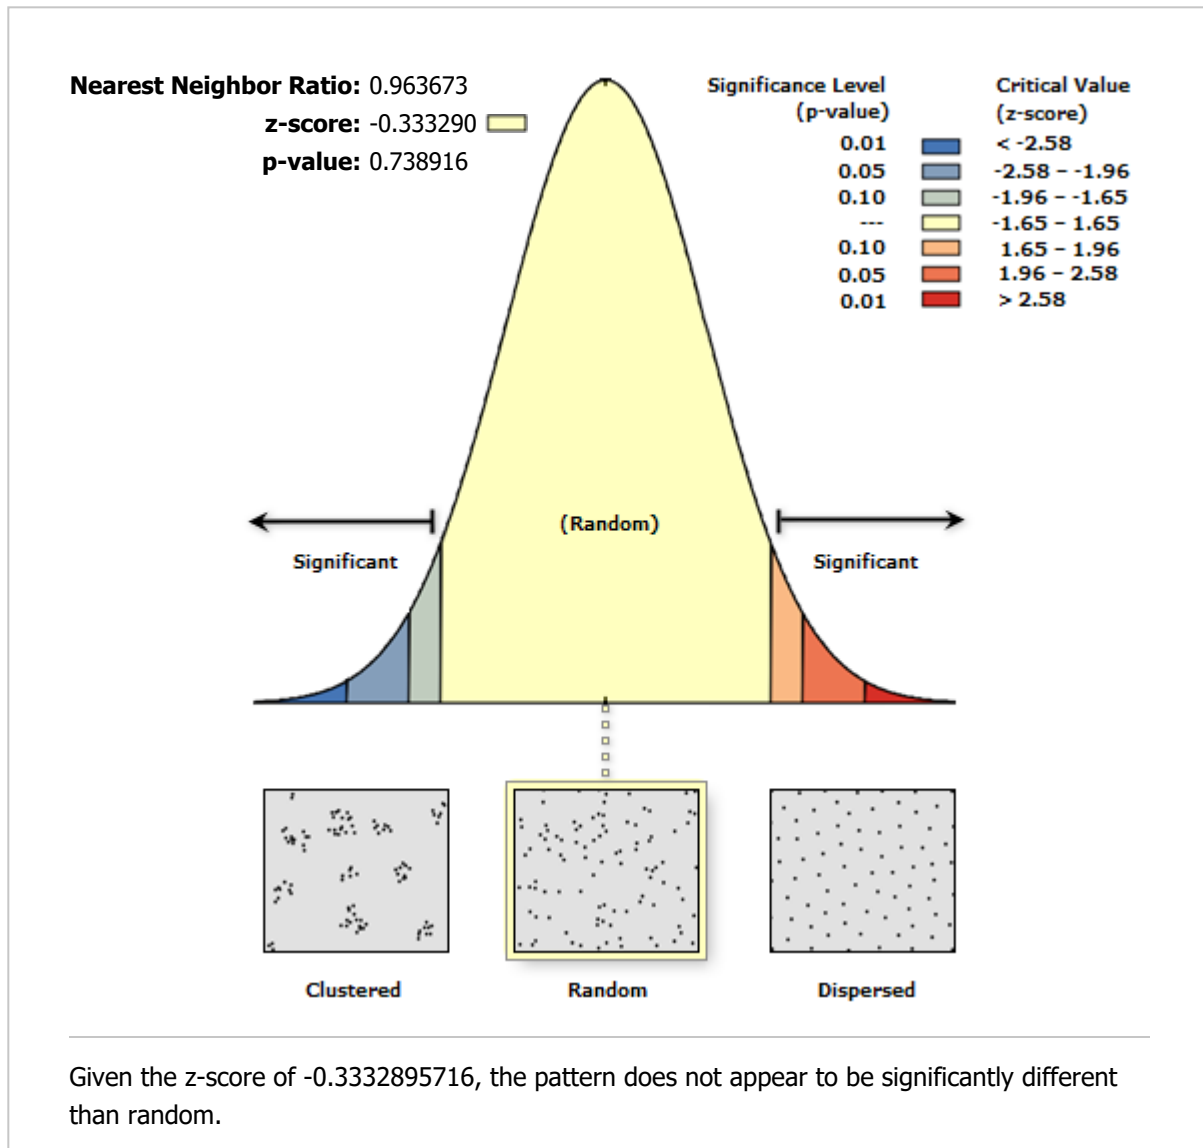 Nearest Neighbor Ratio: 0.963673
z-score: -0.333290
p-value: 0.738916
Significance Level Critical Value
(p-value) (z-score)
0.01 < -2.58
0.05 -2.58 – -1.96
0.10 -1.96 – -1.65
--- -1.65 – 1.65
0.10 1.65 – 1.96
0.05 1.96 – 2.58
0.01 > 2.58
(Random)
Significant Significant
Clustered Random Dispersed
Given the z-score of -0.3332895716, the pattern does not appear to be significantly different
than random.